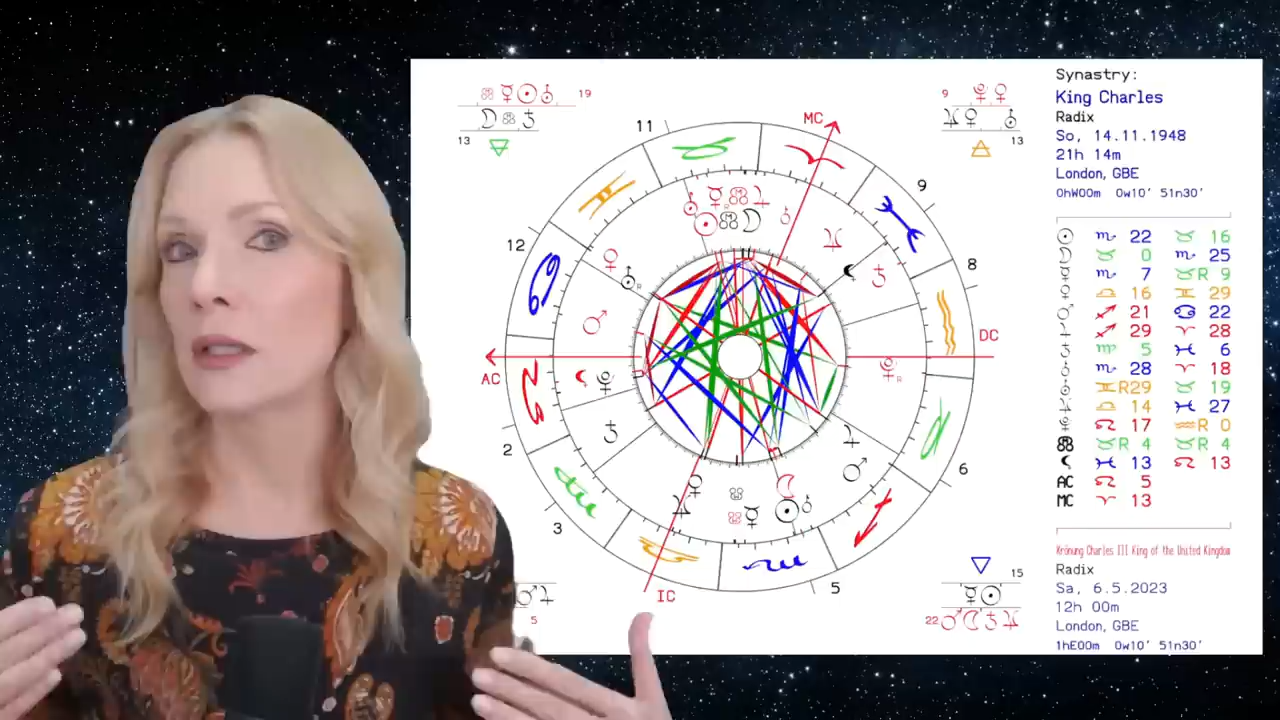 Synastry:
King Charles
Radix
So, 14.11.1948
21h 14m
London, GBE
0hW00m 0w10' 51n30'
19
13
9
13
MC
11
9
12
8
DC
AC
2
6
3
5
IC
5
15
22
☉ ♏ 22 ♉ 16
☽ ♉ 0 ♏ 25
☿ ♏ 7 ♉R 9
♀ ♎ 16 ♊ 29
♂ ♐ 21 ♋ 22
♃ ♐ 29 ♈ 28
♄ ♍ 5 ♓ 6
⚷ ♏ 28 ♈ 18
♅ ♊R29 ♉ 19
♆ ♎ 14 ♓ 27
♇ ♌ 17 ♒R 0
☊ ♉R 4 ♉R 4
⚸ ♓ 13 ♌ 13
AC ♌ 5
MC ♈ 13
Krönung Charles III King of the United Kingdom
Radix
Sa, 6.5.2023
12h 00m
London, GBE
1hE00m 0w10' 51n30'